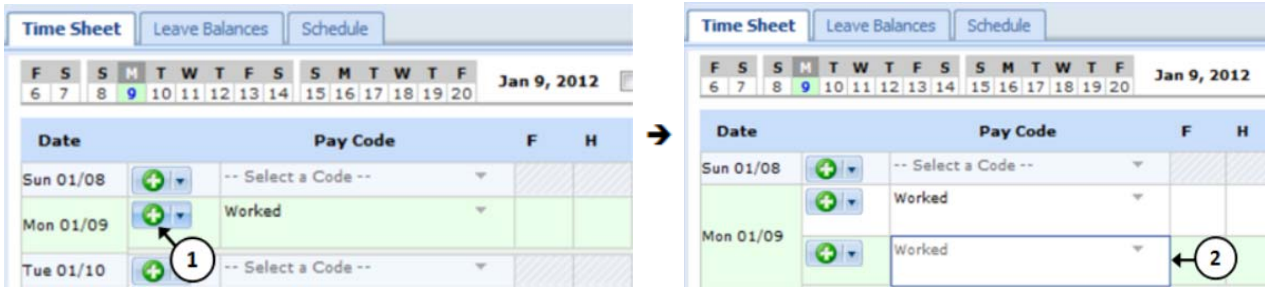 Time Sheet Leave Balances Schedule
F S S M T W T F S S M T W T F
6 7 8 9 10 11 12 13 14 15 16 17 18 19 20
Jan 9, 2012
Date Pay Code F H
Sun 01/08 -- Select a Code --
Mon 01/09 Worked
1
Tue 01/10 -- Select a Code --
➔
Time Sheet Leave Balances Schedule
F S S M T W T F S S M T W T F
6 7 8 9 10 11 12 13 14 15 16 17 18 19 20
Jan 9, 2012
Date Pay Code F H
Sun 01/08 -- Select a Code --
Worked
Mon 01/09
Worked
2